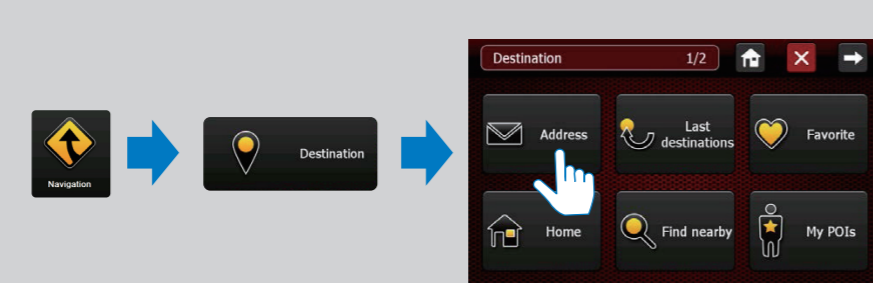 Navigation
Destination
Destination 1/2
Address
Last
destinations
Favorite
Home
Find nearby
My POIs